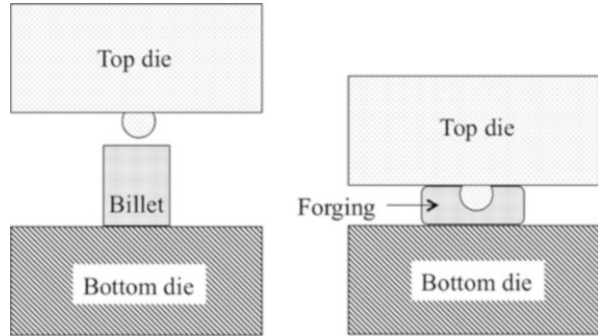 Top die
Billet
Bottom die
Top die
Forging
Bottom die